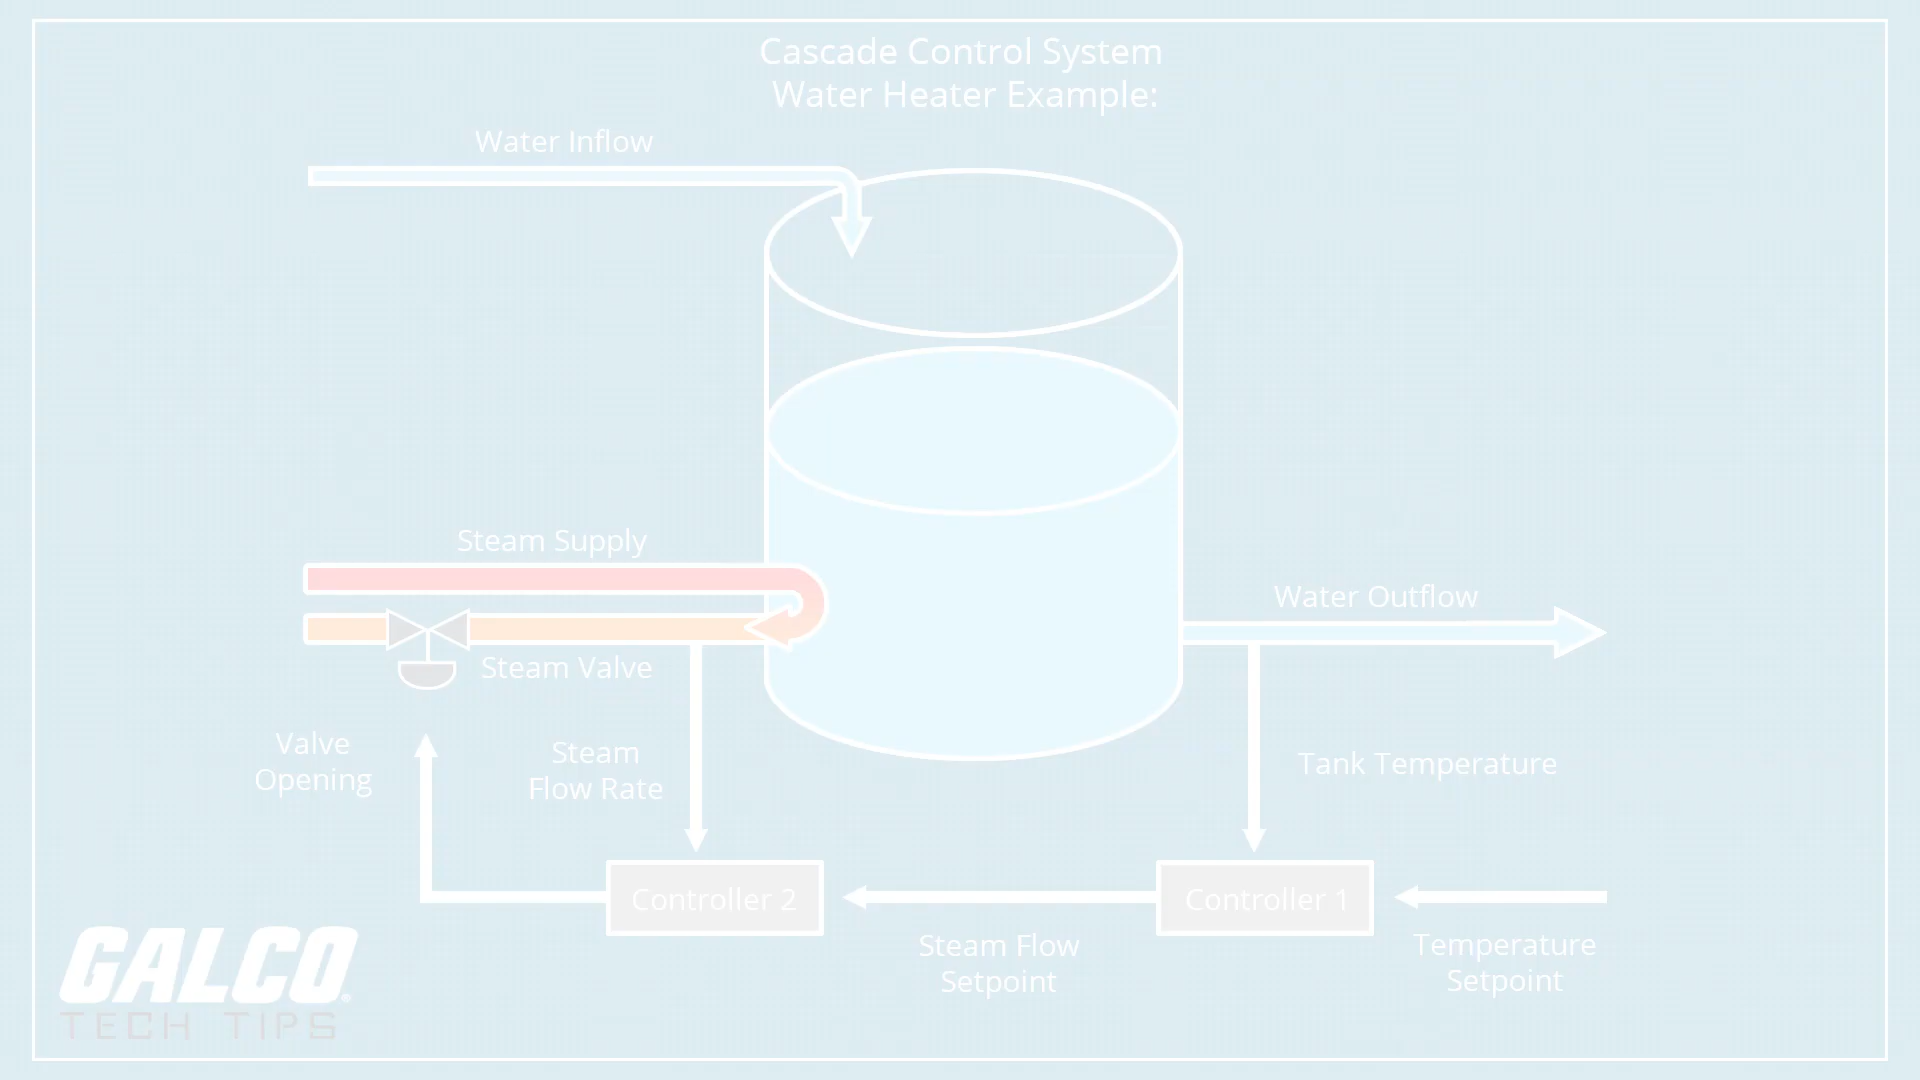 Cascade Control System
Water Heater Example:
Water Inflow
Steam Supply
Water Outflow
Steam Valve
Valve
Opening
Steam
Flow Rate
Tank Temperature
Controller 2
Controller 1
Steam Flow
Setpoint
Temperature
Setpoint
GALCO®
TECH TIPS